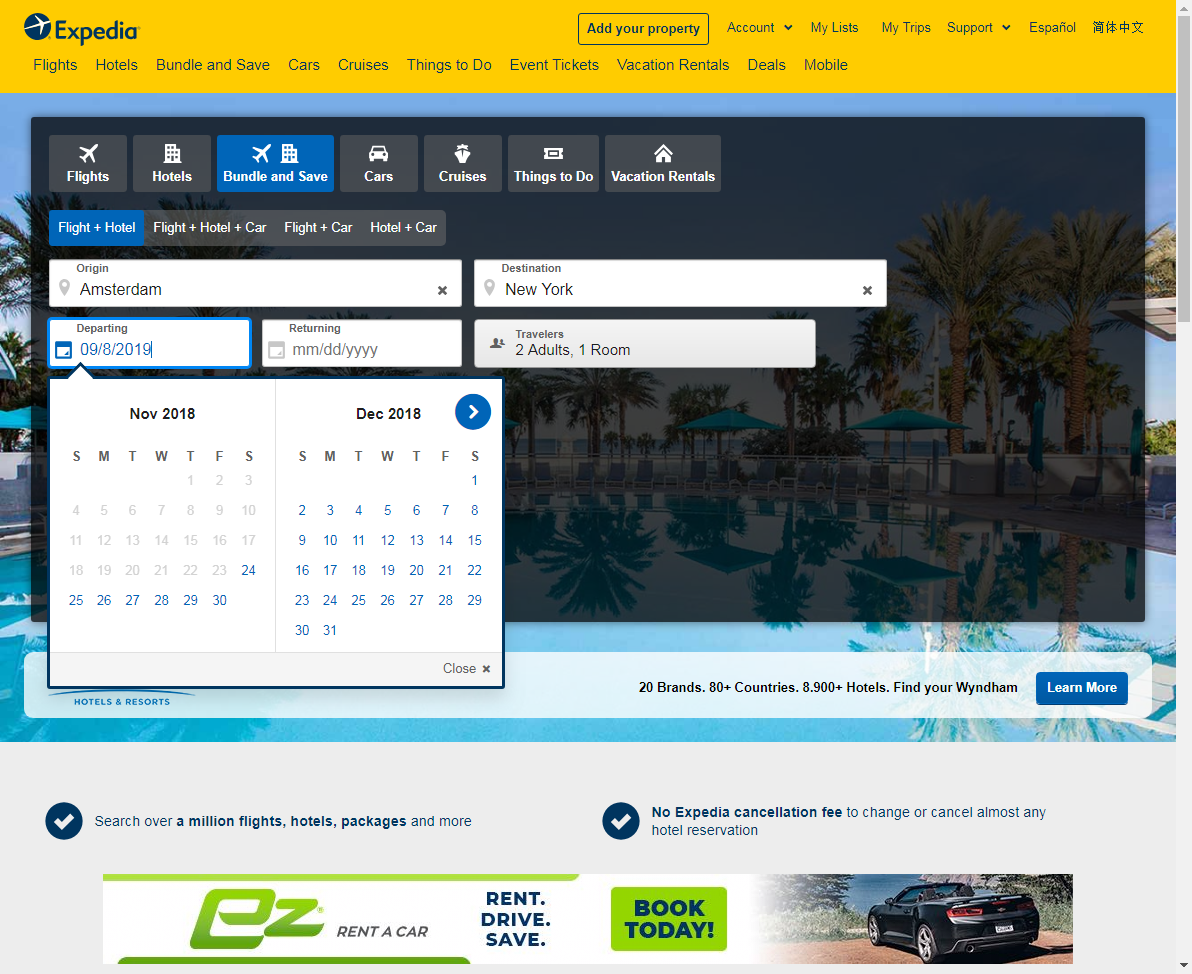 Expedia
Add your property
Account
My Lists
My Trips
Support
Español
简体中文
Flights
Hotels
Bundle and Save
Cars
Cruises
Things to Do
Event Tickets
Vacation Rentals
Deals
Mobile
Flights
Hotels
Bundle and Save
Cars
Cruises
Things to Do
Vacation Rentals
Flight + Hotel
Flight + Hotel + Car
Flight + Car
Hotel + Car
Origin
Amsterdam
Destination
New York
Departing
09/8/2019
Returning
mm/dd/yyyy
Travelers
2 Adults, 1 Room
Nov 2018
S M T W T F S
1 2 3
4 5 6 7 8 9 10
11 12 13 14 15 16 17
18 19 20 21 22 23 24
25 26 27 28 29 30
Dec 2018
S M T W T F S
1
2 3 4 5 6 7 8
9 10 11 12 13 14 15
16 17 18 19 20 21 22
23 24 25 26 27 28 29
30 31
Close
HOTELS & RESORTS
20 Brands. 80+ Countries. 8.900+ Hotels. Find your Wyndham
Learn More
Search over a million flights, hotels, packages and more
No Expedia cancellation fee to change or cancel almost any
hotel reservation
ez RENT A CAR
RENT.
DRIVE.
SAVE.
BOOK
TODAY!